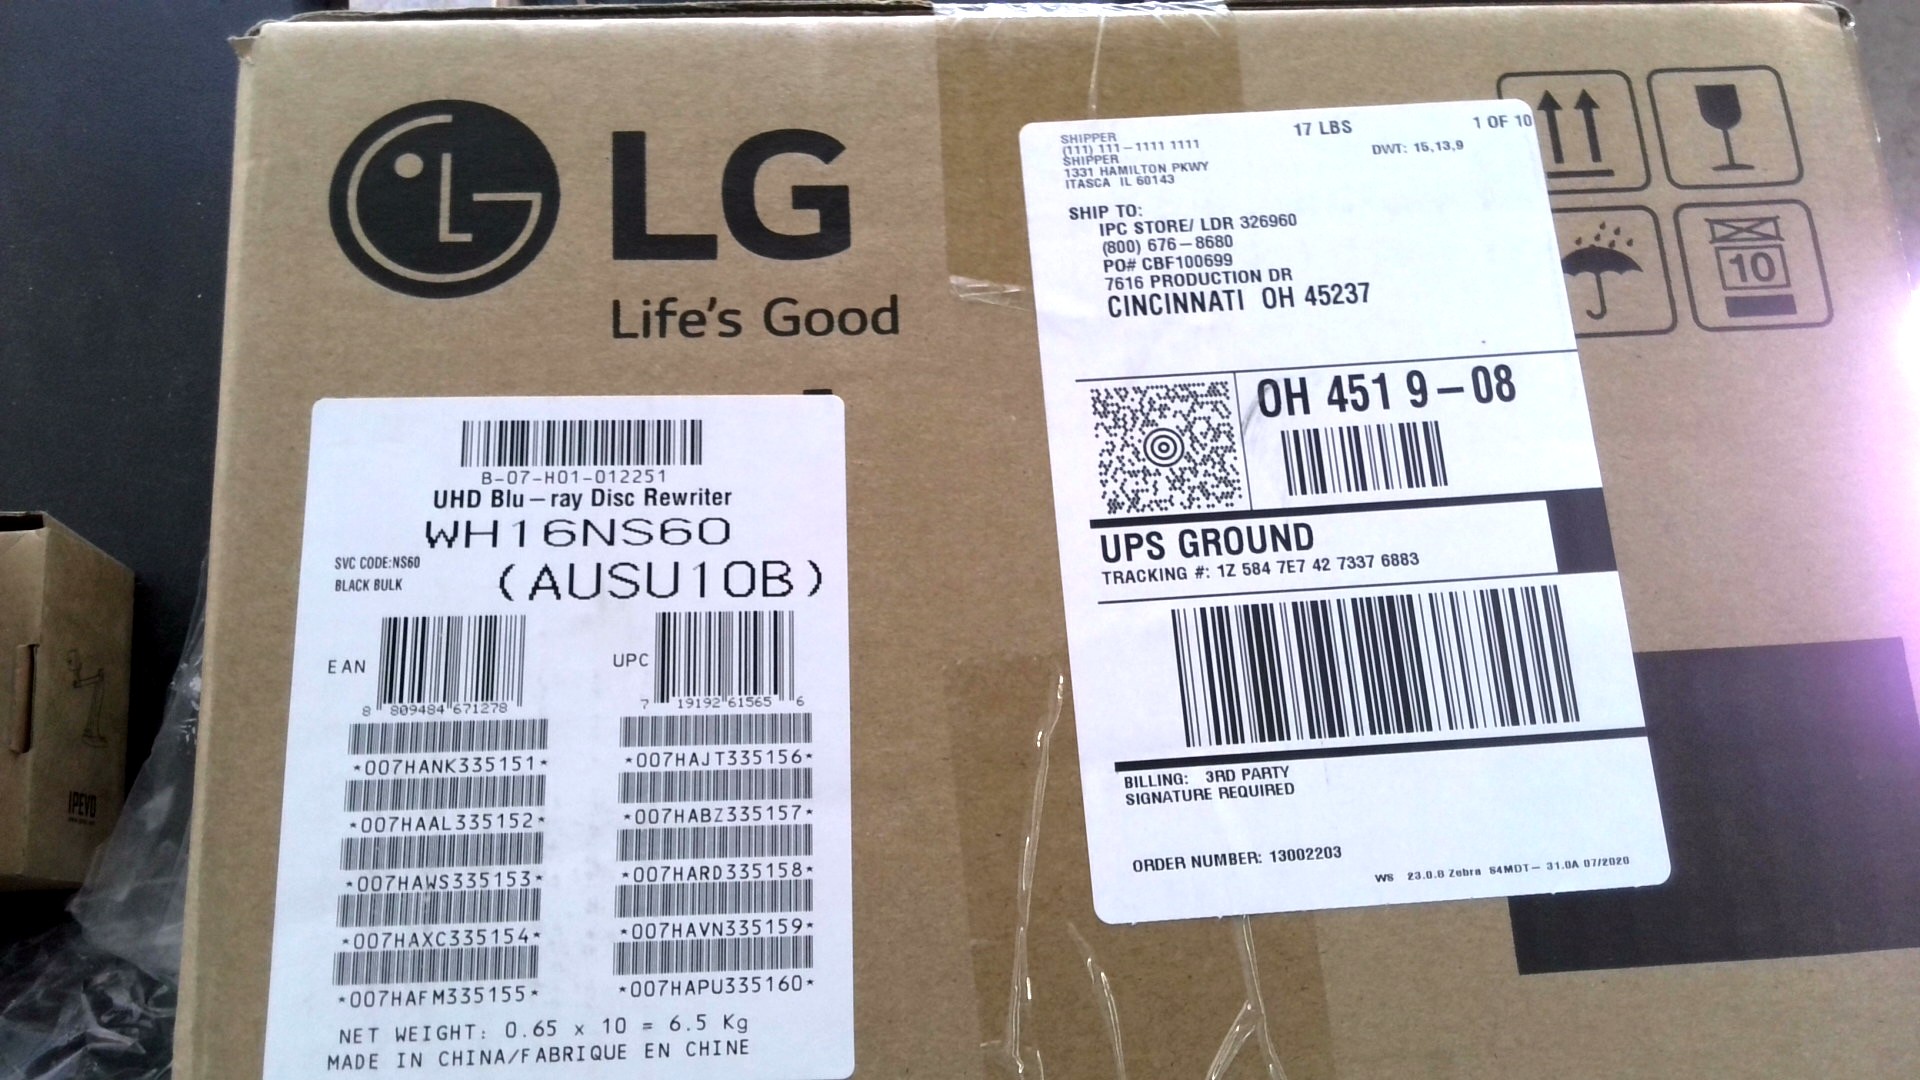 LG
LG
Life's Good
B-07-H01-012251
UHD Blu-ray Disc Rewriter
WH16NS60
SVC CODE:NS60
BLACK BULK
(AUSU10B)
EAN
8 809484 671278
UPC
7 19192 61565 6
*007HANK335151*
*007HAJT335156*
*007HAAL335152*
*007HABZ335157*
*007HAWS335153*
*007HARD335158*
*007HAXC335154*
*007HAVN335159*
*007HAFM335155*
*007HAPU335160*
NET WEIGHT: 0.65 x 10 = 6.5 Kg
MADE IN CHINA/FABRIQUE EN CHINE
SHIPPER
(111) 111-1111 1111
SHIPPER
1331 HAMILTON PKWY
ITASCA IL 60143
17 LBS
1 OF 10
DWT: 15,13,9
SHIP TO:
IPC STORE/ LDR 326960
(800) 676-8680
PO# CBF100699
7616 PRODUCTION DR
CINCINNATI OH 45237
OH 451 9-08
UPS GROUND
TRACKING #: 1Z 584 7E7 42 7337 6883
BILLING: 3RD PARTY
SIGNATURE REQUIRED
ORDER NUMBER: 13002203
WS 23.0.8 Zebra S4MDT-31.0A 07/2020
10
IPEVO